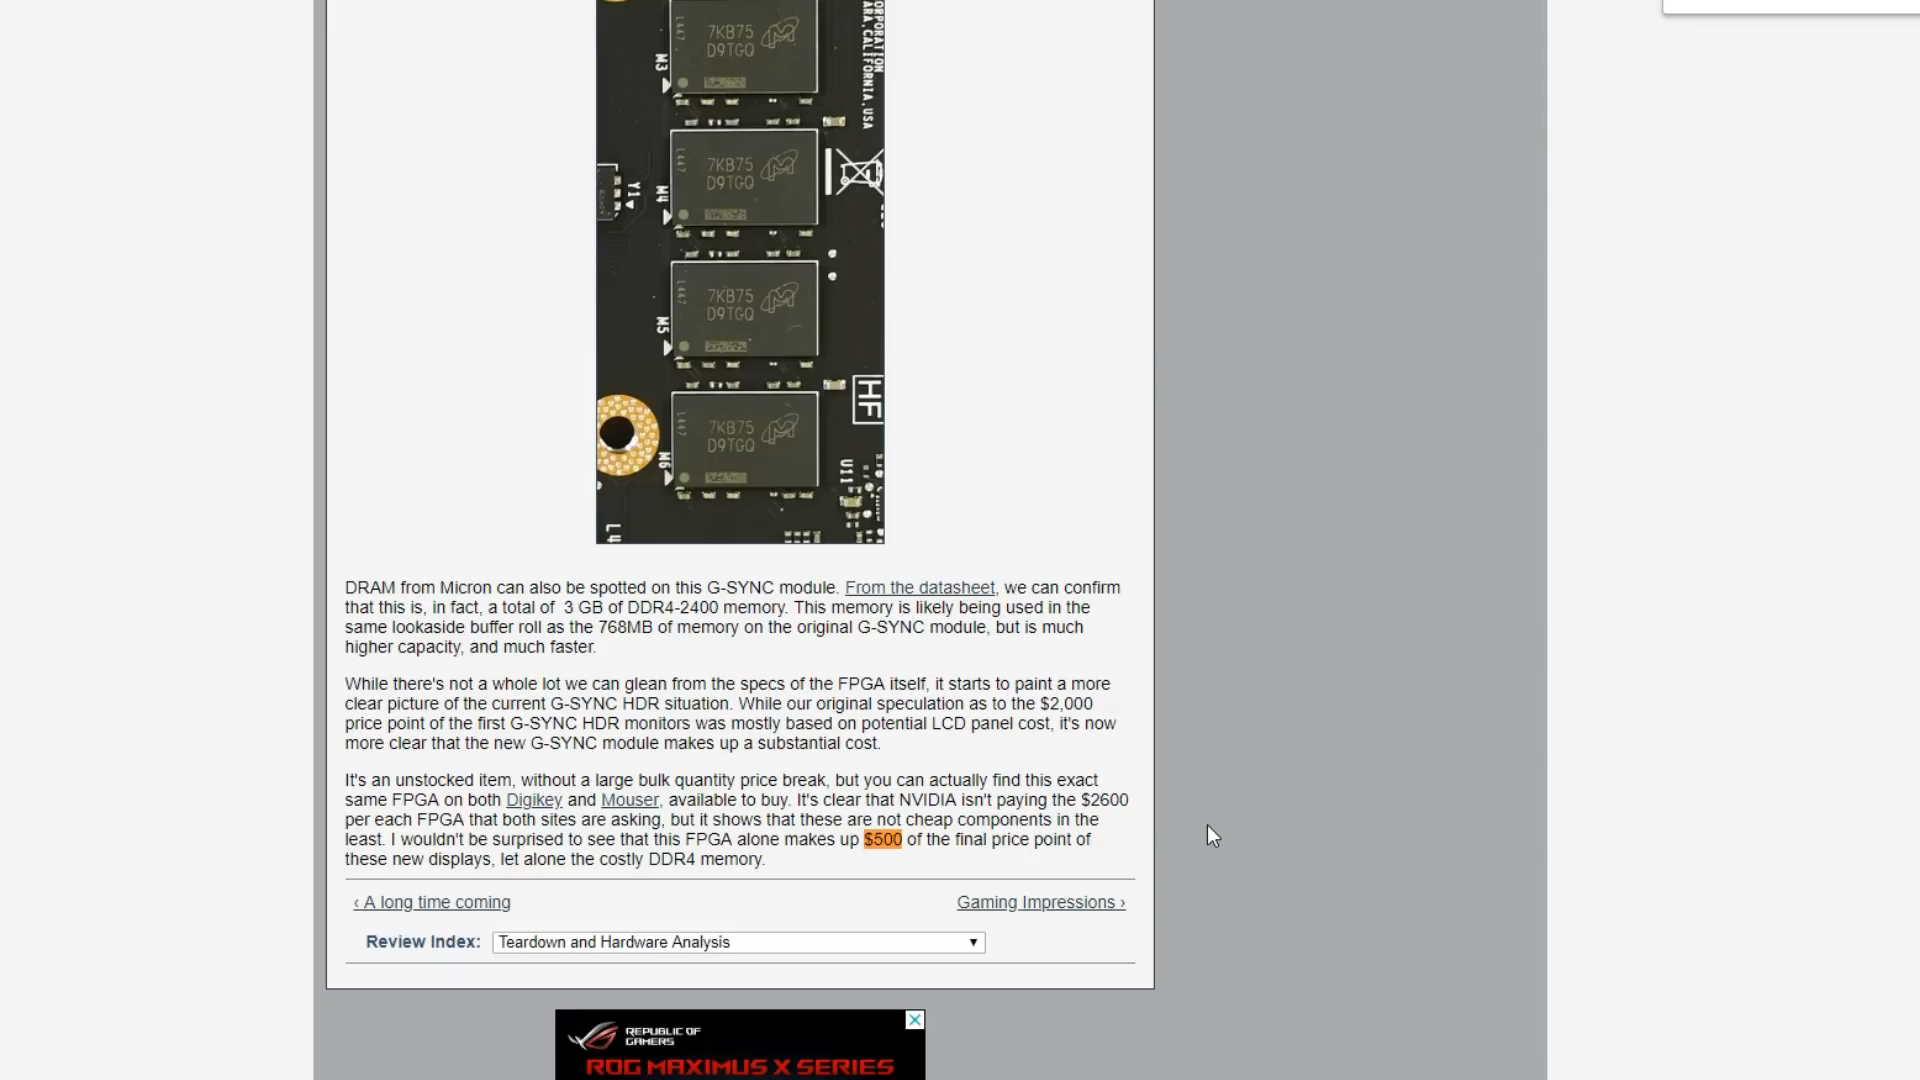 ORPORATION
ARA,CALIFORNIA,USA
L447
7KB75
D9TGQ
M3
L447
7KB75
D9TGQ
M4
Y1
L447
7KB75
D9TGQ
M5
HF
L447
7KB75
D9TGQ
M6
U11
L4
DRAM from Micron can also be spotted on this G-SYNC module. From the datasheet, we can confirm
that this is, in fact, a total of 3 GB of DDR4-2400 memory. This memory is likely being used in the
same lookaside buffer roll as the 768MB of memory on the original G-SYNC module, but is much
higher capacity, and much faster.
While there's not a whole lot we can glean from the specs of the FPGA itself, it starts to paint a more
clear picture of the current G-SYNC HDR situation. While our original speculation as to the $2,000
price point of the first G-SYNC HDR monitors was mostly based on potential LCD panel cost, it's now
more clear that the new G-SYNC module makes up a substantial cost.
It's an unstocked item, without a large bulk quantity price break, but you can actually find this exact
same FPGA on both Digikey and Mouser, available to buy. It's clear that NVIDIA isn't paying the $2600
per each FPGA that both sites are asking, but it shows that these are not cheap components in the
least. I wouldn't be surprised to see that this FPGA alone makes up $500 of the final price point of
these new displays, let alone the costly DDR4 memory.
‹ A long time coming
Gaming Impressions ›
Review Index: Teardown and Hardware Analysis
REPUBLIC OF
GAMERS
ROG MAXIMUS X SERIES